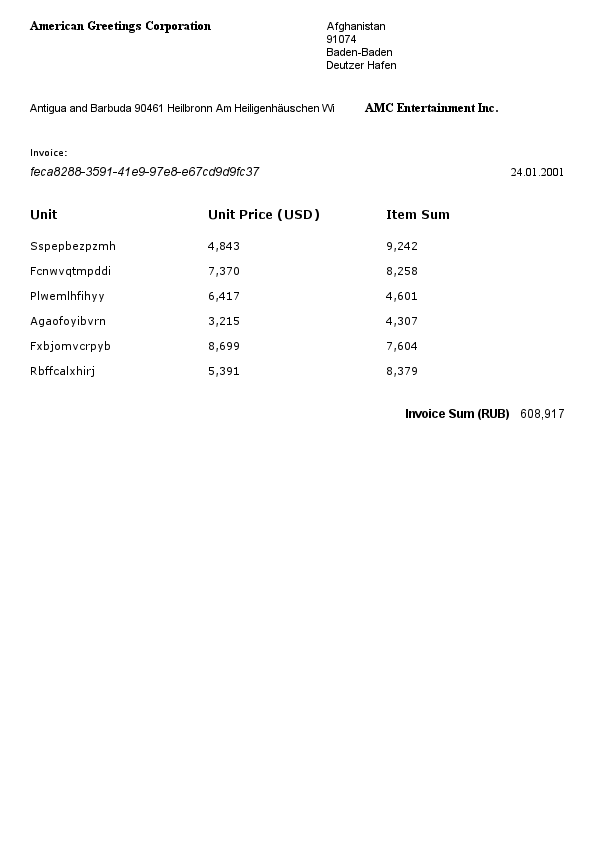 American Greetings Corporation
Afghanistan
91074
Baden-Baden
Deutzer Hafen
Antigua and Barbuda 90461 Heilbronn Am Heiligenhäuschen Wi
AMC Entertainment Inc.
Invoice:
feca8288-3591-41e9-97e8-e67cd9d9fc37 24.01.2001
Unit Unit Price (USD) Item Sum
Sspepbezpzmh 4,843 9,242
Fcnwvqtmpddi 7,370 8,258
Plwemlhfihyy 6,417 4,601
Agaofoyibvrn 3,215 4,307
Fxbjomvcrpyb 8,699 7,604
Rbffcalxhirj 5,391 8,379
Invoice Sum (RUB) 608,917